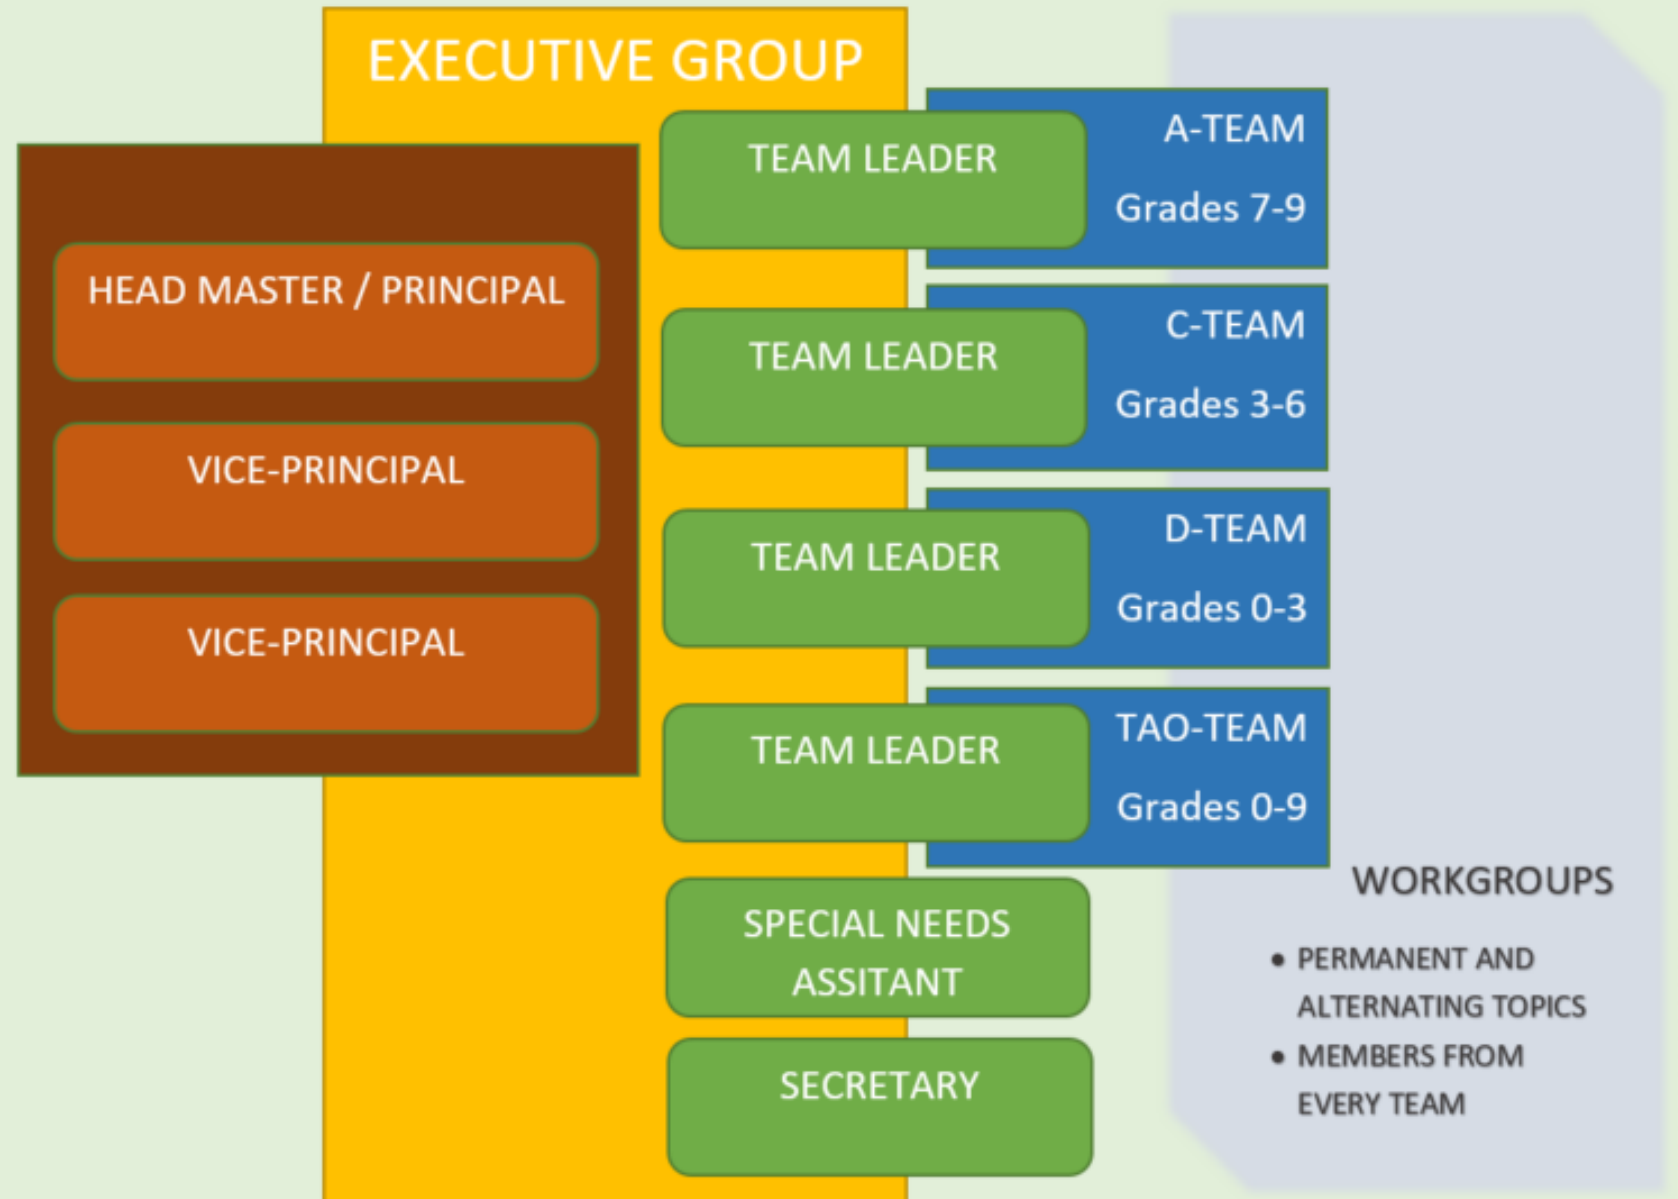 EXECUTIVE GROUP
HEAD MASTER / PRINCIPAL
VICE-PRINCIPAL
VICE-PRINCIPAL
TEAM LEADER
A-TEAM
Grades 7-9
TEAM LEADER
C-TEAM
Grades 3-6
TEAM LEADER
D-TEAM
Grades 0-3
TEAM LEADER
TAO-TEAM
Grades 0-9
SPECIAL NEEDS
ASSITANT
SECRETARY
WORKGROUPS
• PERMANENT AND
ALTERNATING TOPICS
• MEMBERS FROM
EVERY TEAM